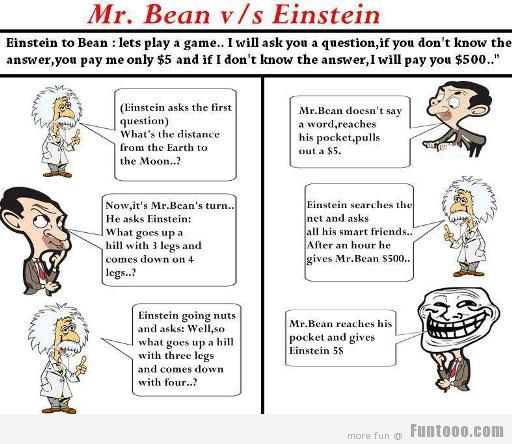 Mr. Bean v/s Einstein
Einstein to Bean : lets play a game.. I will ask you a question,if you don't know the
answer,you pay me only $5 and if I don't know the answer,I will pay you $500.."
(Einstein asks the first
question)
What's the distance
from the Earth to
the Moon..?
Mr.Bean doesn't say
a word,reaches
his pocket,pulls
out a $5.
Now,it's Mr.Bean's turn..
He asks Einstein:
What goes up a
hill with 3 legs and
comes down on 4
legs..?
Einstein searches the
net and asks
all his smart friends..
After an hour he
gives Mr.Bean $500..
Einstein going nuts
and asks: Well,so
what goes up a hill
with three legs
and comes down
with four..?
Mr.Bean reaches his
pocket and gives
Einstein 5$
more fun @ Funtooo.com